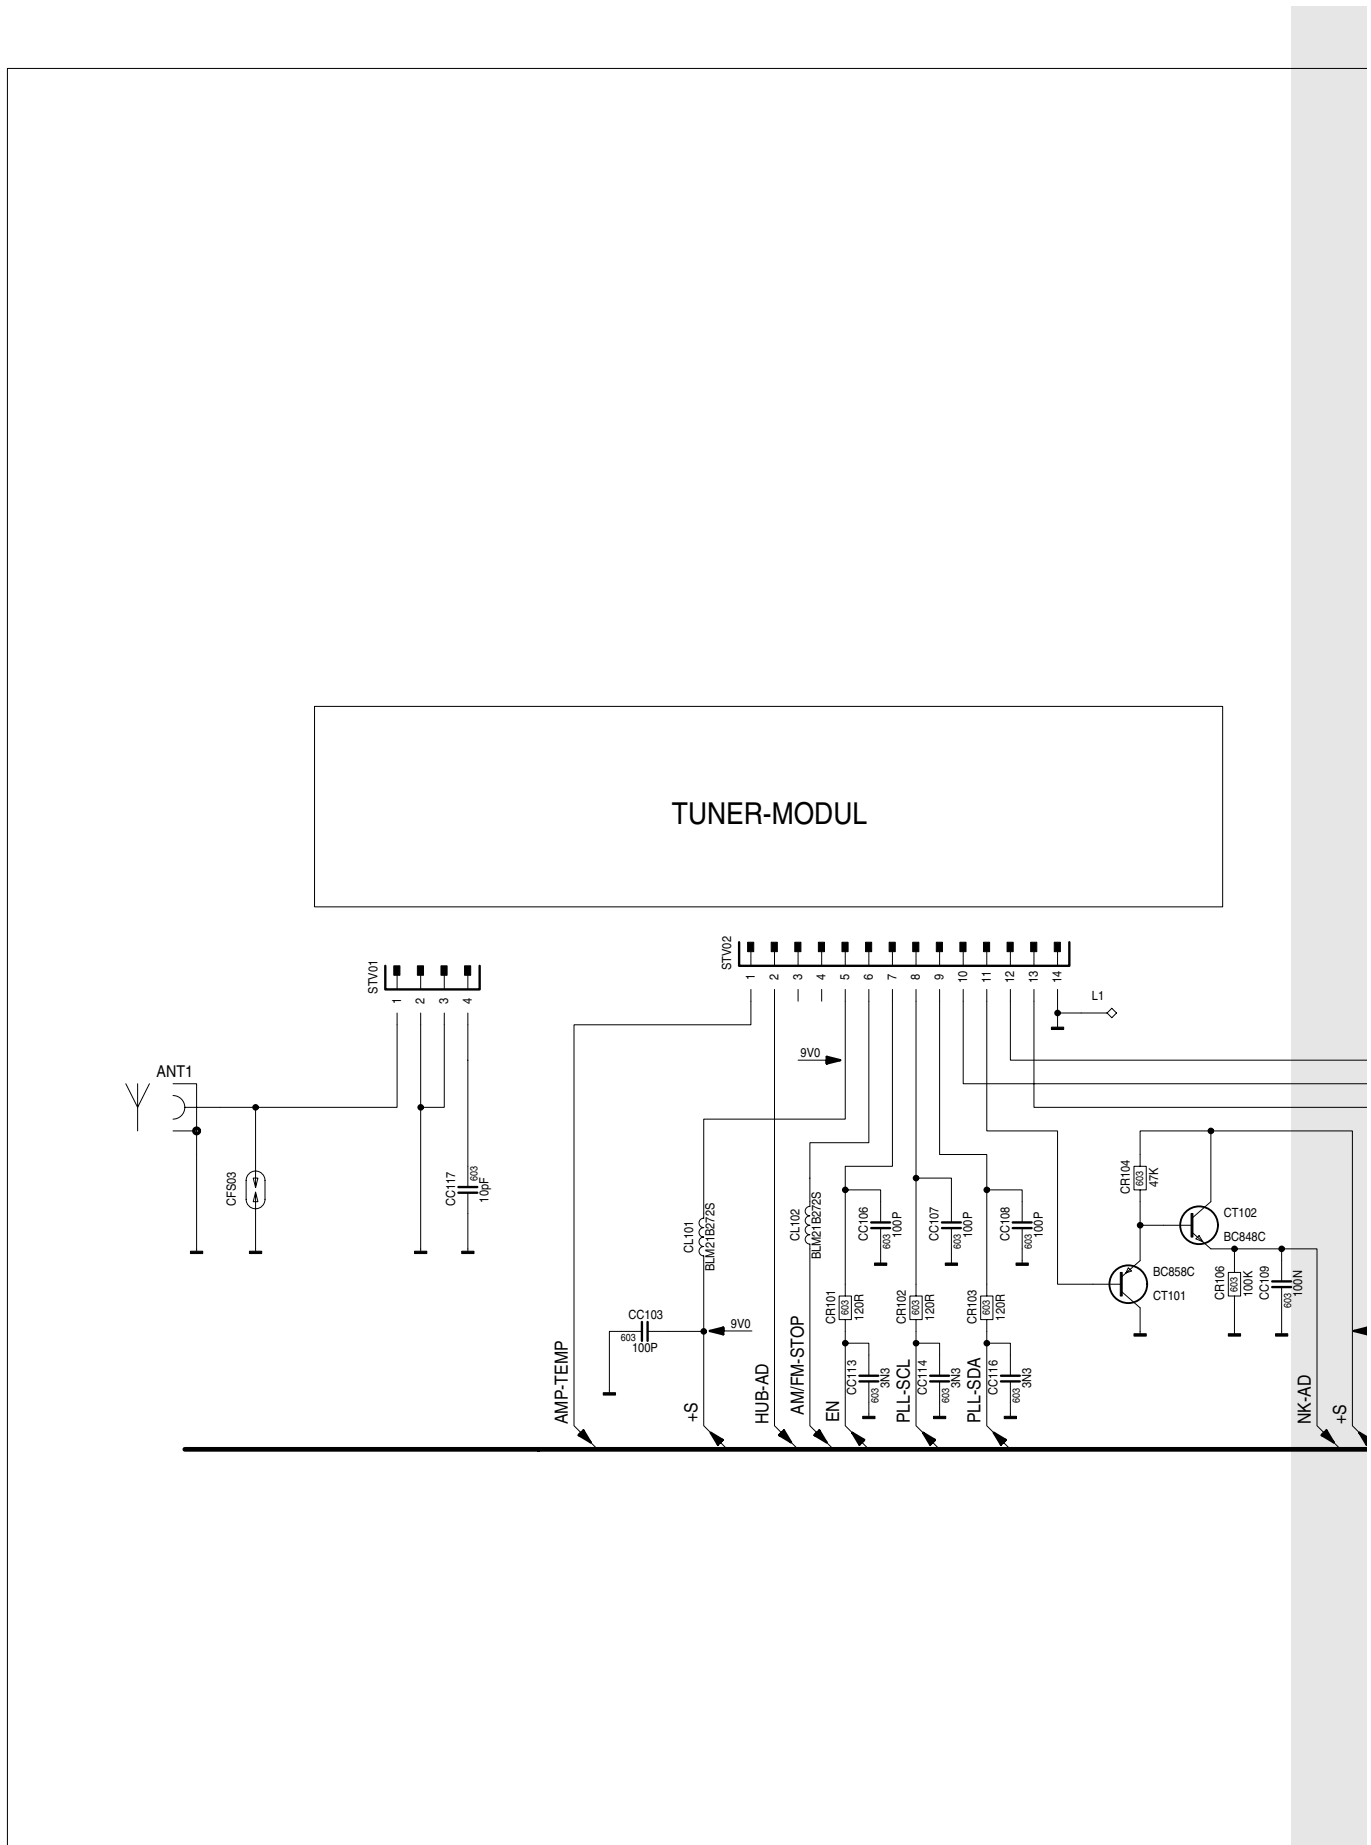 TUNER-MODUL
STV01
1
2
3
4
STV02
1
2
3
4
5
6
7
8
9
10
11
12
13
14
L1
9V0
ANT1
CFS03
CC117
603
10pF
CL101
BLM21B272S
CL102
BLM21B272S
CC106
603
100P
CC107
603
100P
CC108
603
100P
CR104
603
47K
CT102
BC848C
BC858C
CT101
CR106
603
100K
CC109
603
100N
CC103
603
100P
9V0
CR101
603
120R
CR102
603
120R
CR103
603
120R
CC113
603
3N3
CC114
603
3N3
CC116
603
3N3
AMP-TEMP
+S
HUB-AD
AM/FM-STOP
EN
PLL-SCL
PLL-SDA
NK-AD
+S